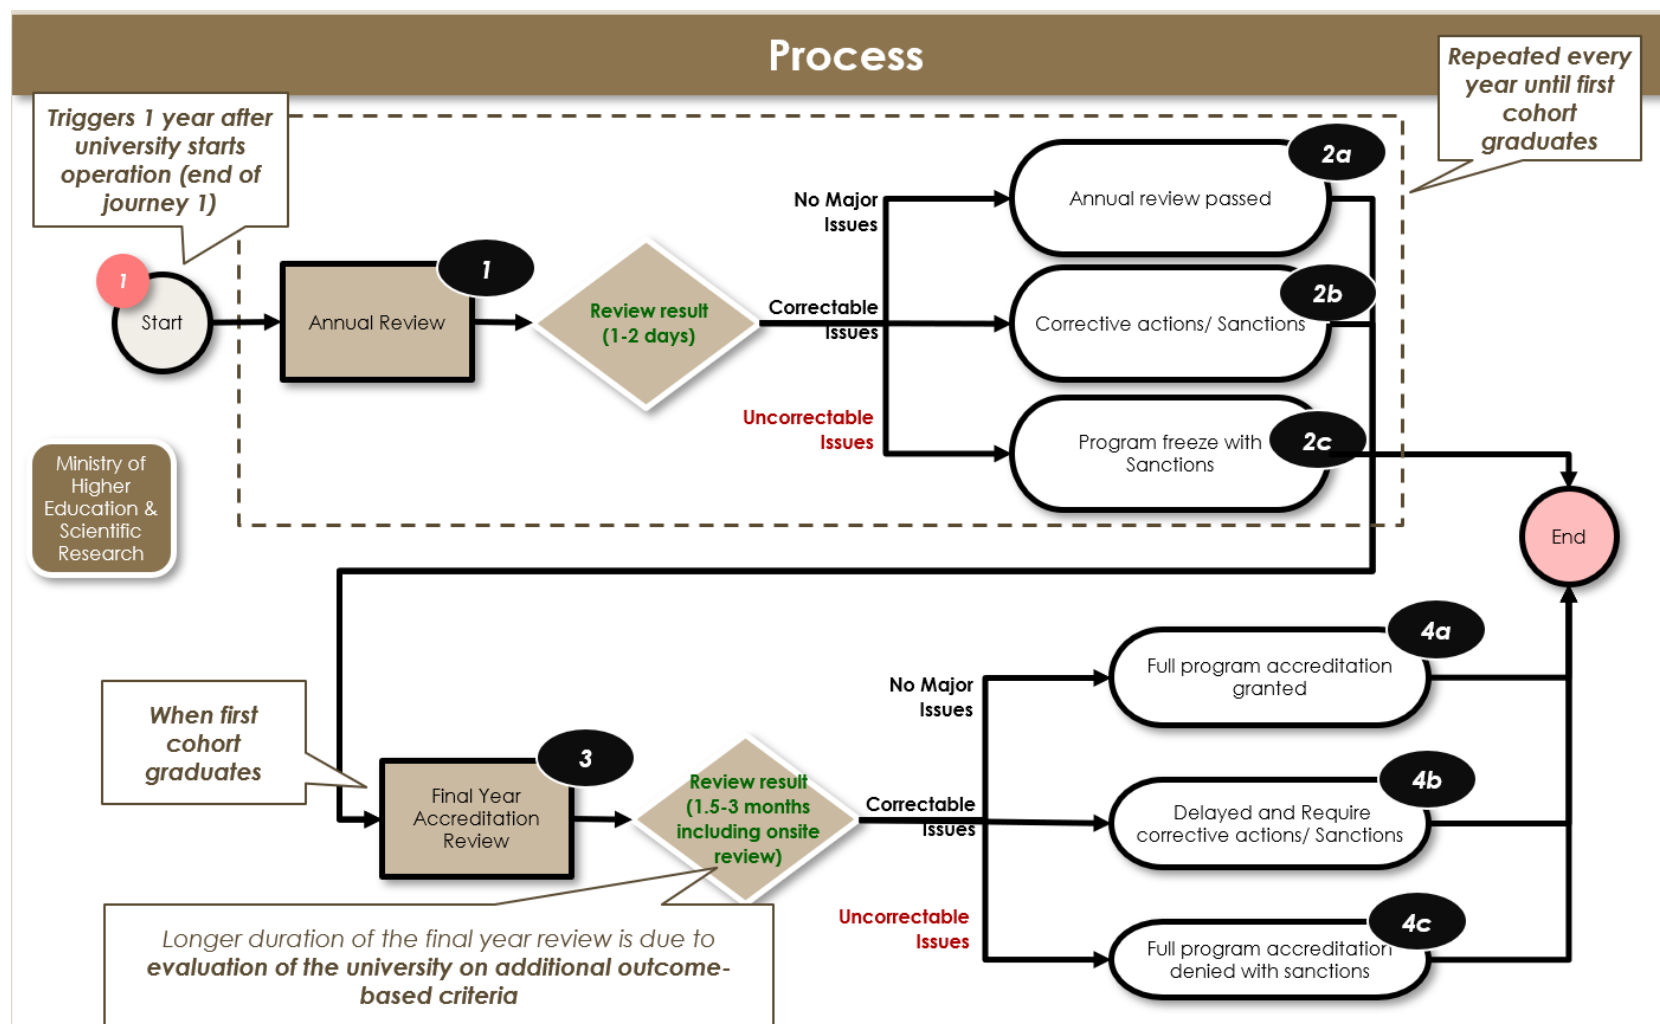 Process
Repeated every
year until first
cohort
graduates
Triggers 1 year after
university starts
operation (end of
journey 1)
1
Start
1
Annual Review
Review result
(1-2 days)
No Major
Issues
Correctable
Issues
Uncorrectable
Issues
2a
Annual review passed
2b
Corrective actions/ Sanctions
2c
Program freeze with
Sanctions
End
Ministry of
Higher
Education &
Scientific
Research
When first
cohort
graduates
3
Final Year
Accreditation
Review
Review result
(1.5-3 months
including onsite
review)
No Major
Issues
Correctable
Issues
Uncorrectable
Issues
4a
Full program accreditation
granted
4b
Delayed and Require
corrective actions/ Sanctions
4c
Full program accreditation
denied with sanctions
Longer duration of the final year review is due to
evaluation of the university on additional outcome-
based criteria